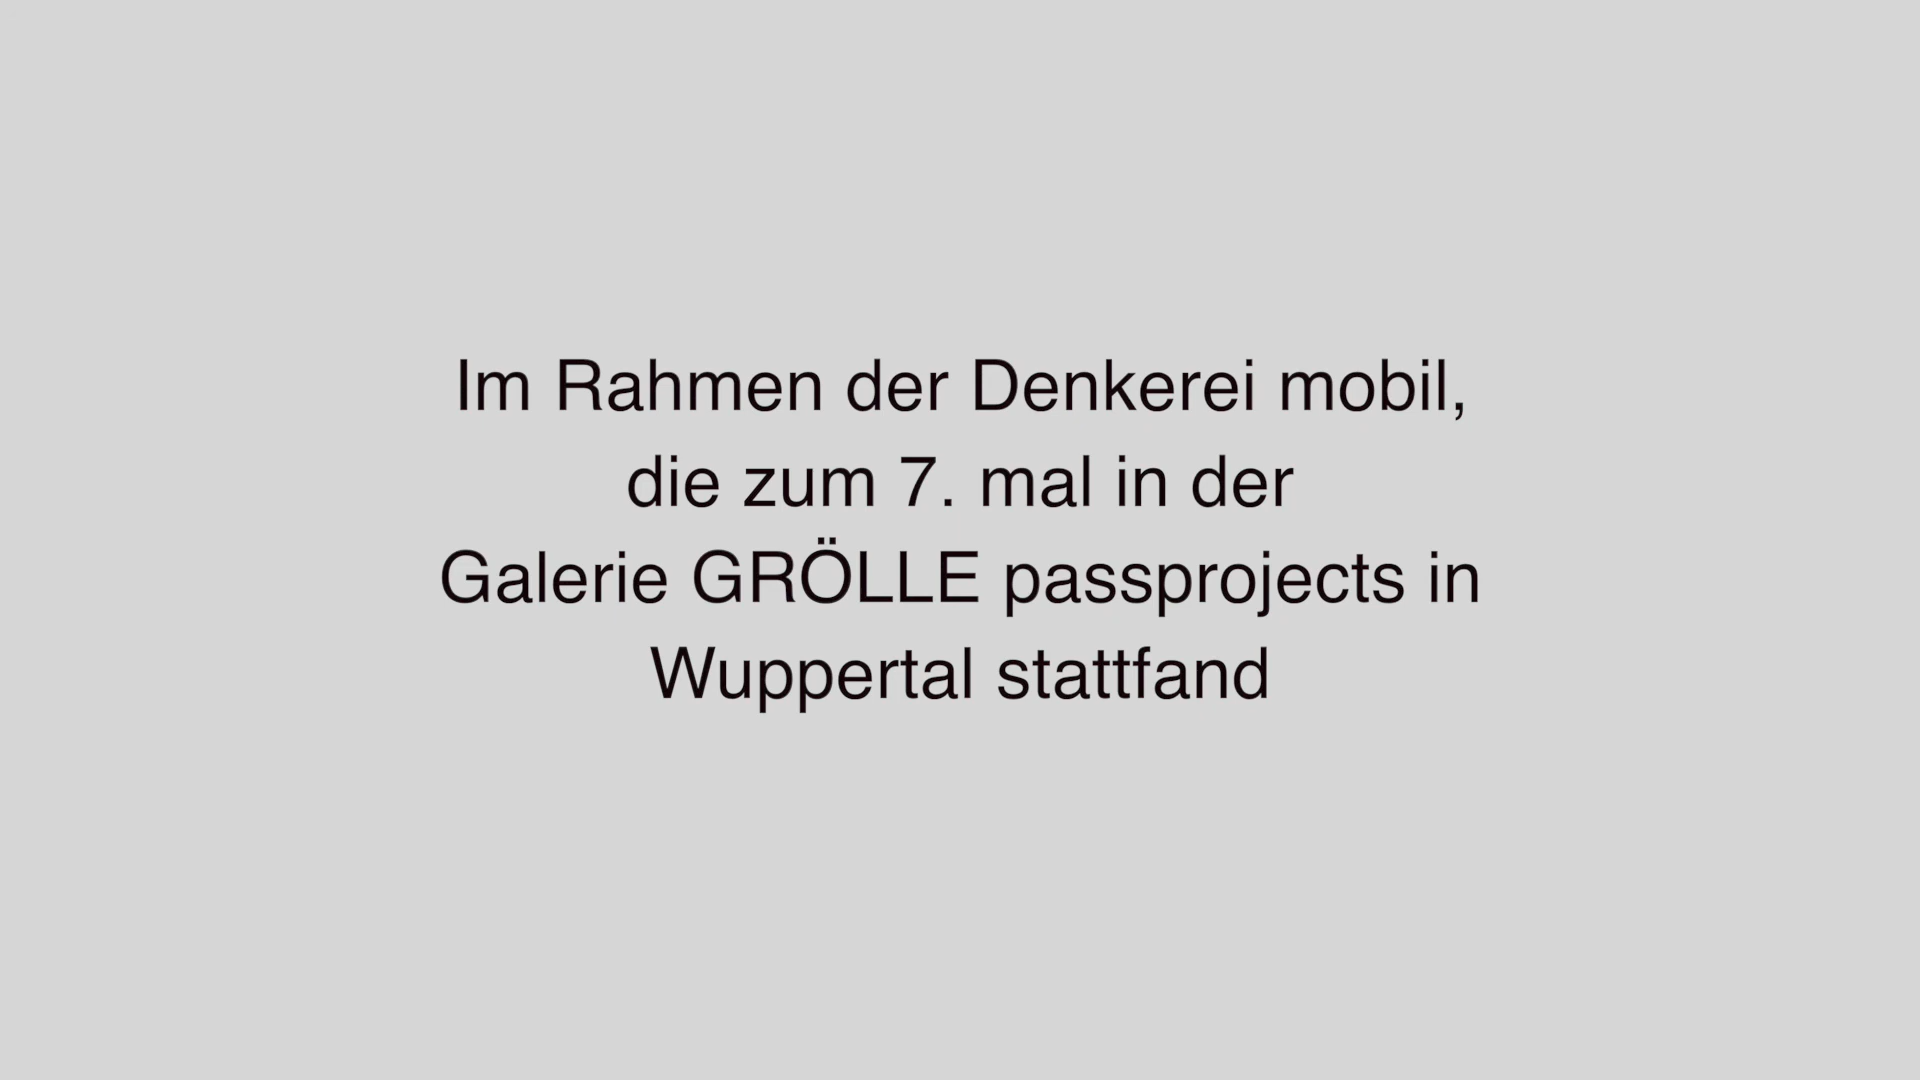 Im Rahmen der Denkerei mobil,
die zum 7. mal in der
Galerie GRÖLLE passprojects in
Wuppertal stattfand